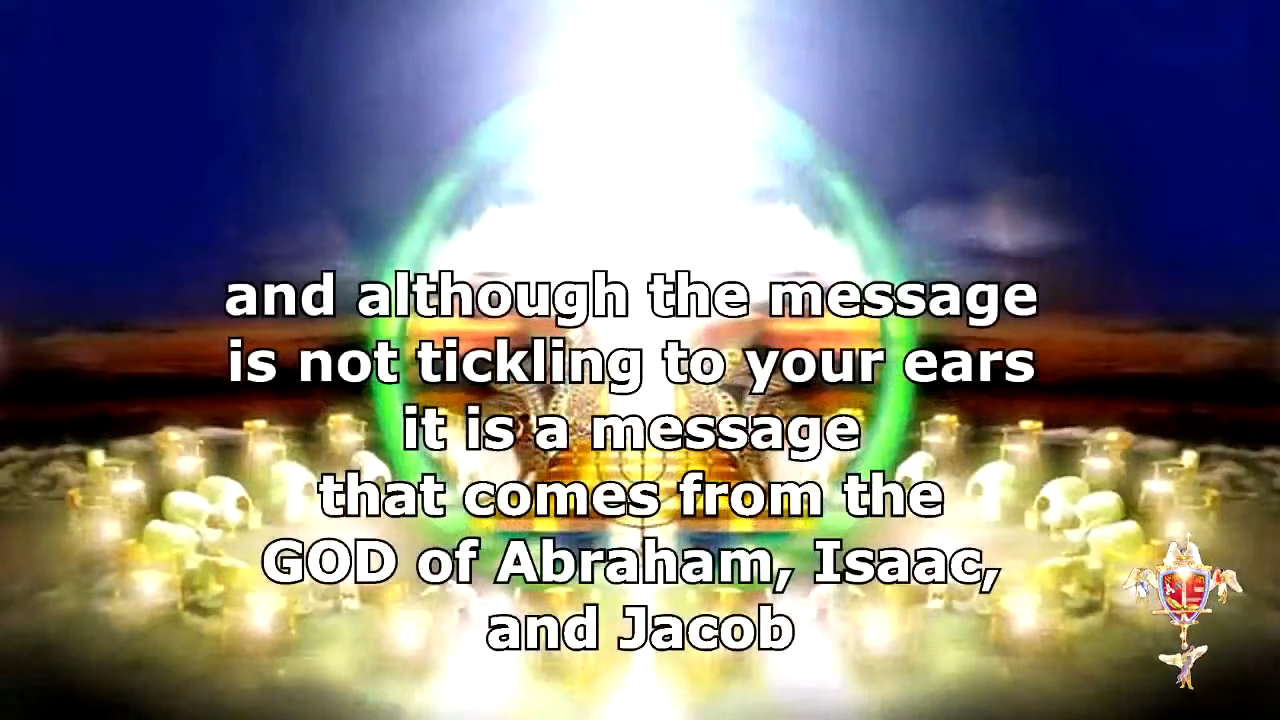 and although the message
is not tickling to your ears
it is a message
that comes from the
GOD of Abraham, Isaac,
and Jacob